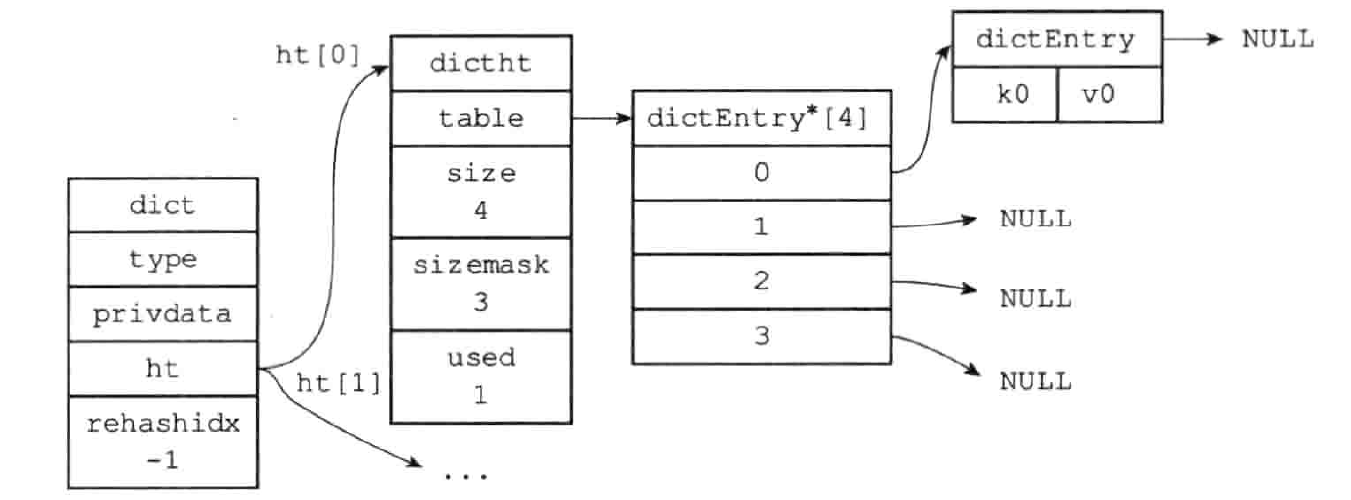 dict
type
privdata
ht
rehashidx
-1
ht[0]
ht[1]
...
dictht
table
size
4
sizemask
3
used
1
dictEntry*[4]
0
1
2
3
dictEntry
k0 v0
NULL
NULL
NULL
NULL